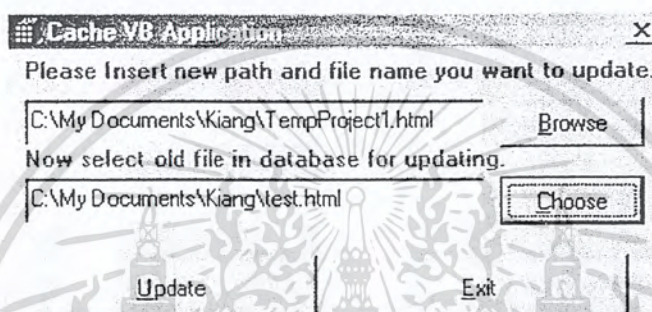 Cache VB Application
Please Insert new path and file name you want to update.
C:\My Documents\Kiang\TempProject1.html Browse
Now select old file in database for updating.
C:\My Documents\Kiang\test.html Choose
Update Exit